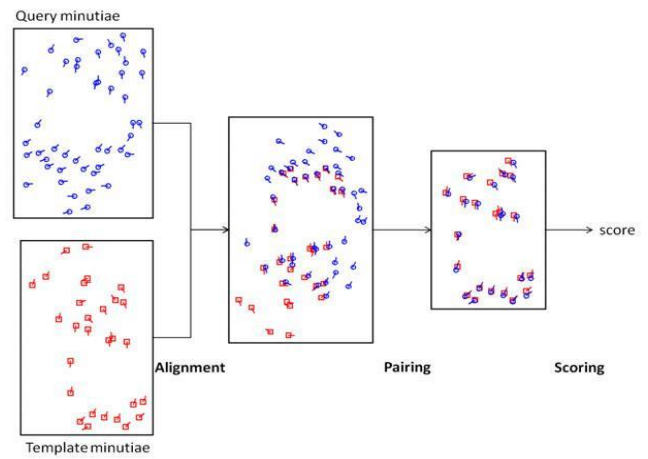 Query minutiae
score
Alignment
Pairing
Scoring
Template minutiae